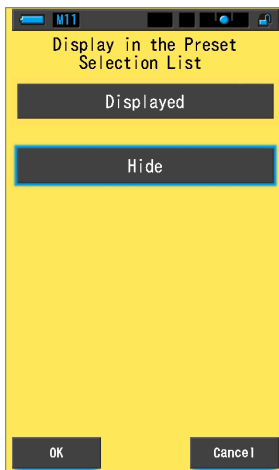 M11
Display in the Preset
Selection List
Displayed
Hide
OK
Cancel